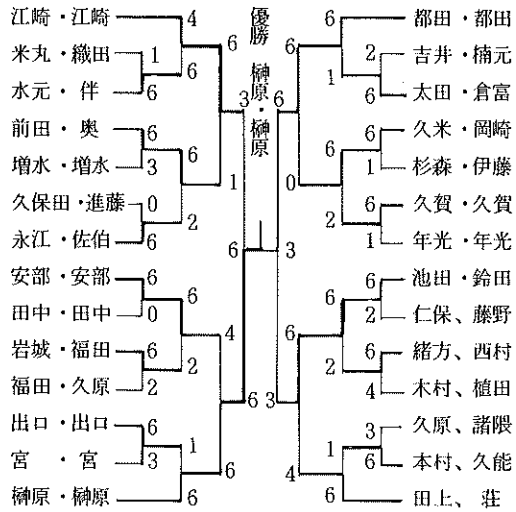 優勝 榊原・榊原
江崎・江崎
米丸・織田
水元・伴
前田・奥
増水・増水
久保田・進藤
永江・佐伯
安部・安部
田中・田中
岩城・福田
福田・久原
出口・出口
宮・宮
榊原・榊原
4
1
6
6
3
0
6
6
0
6
2
6
3
6
6
6
2
6
2
1
6
1
4
6
3
6
6
6
3
3
6
0
6
4
6
1
6
2
6
2
1
6
2
6
6
1
6
1
6
2
6
4
3
6
都田・都田
吉井・楠元
太田・倉富
久米・岡崎
杉森・伊藤
久賀・久賀
年光・年光
池田・鈴田
仁保、藤野
緒方、西村
木村、植田
久原、諸隈
本村、久能
田上、荘